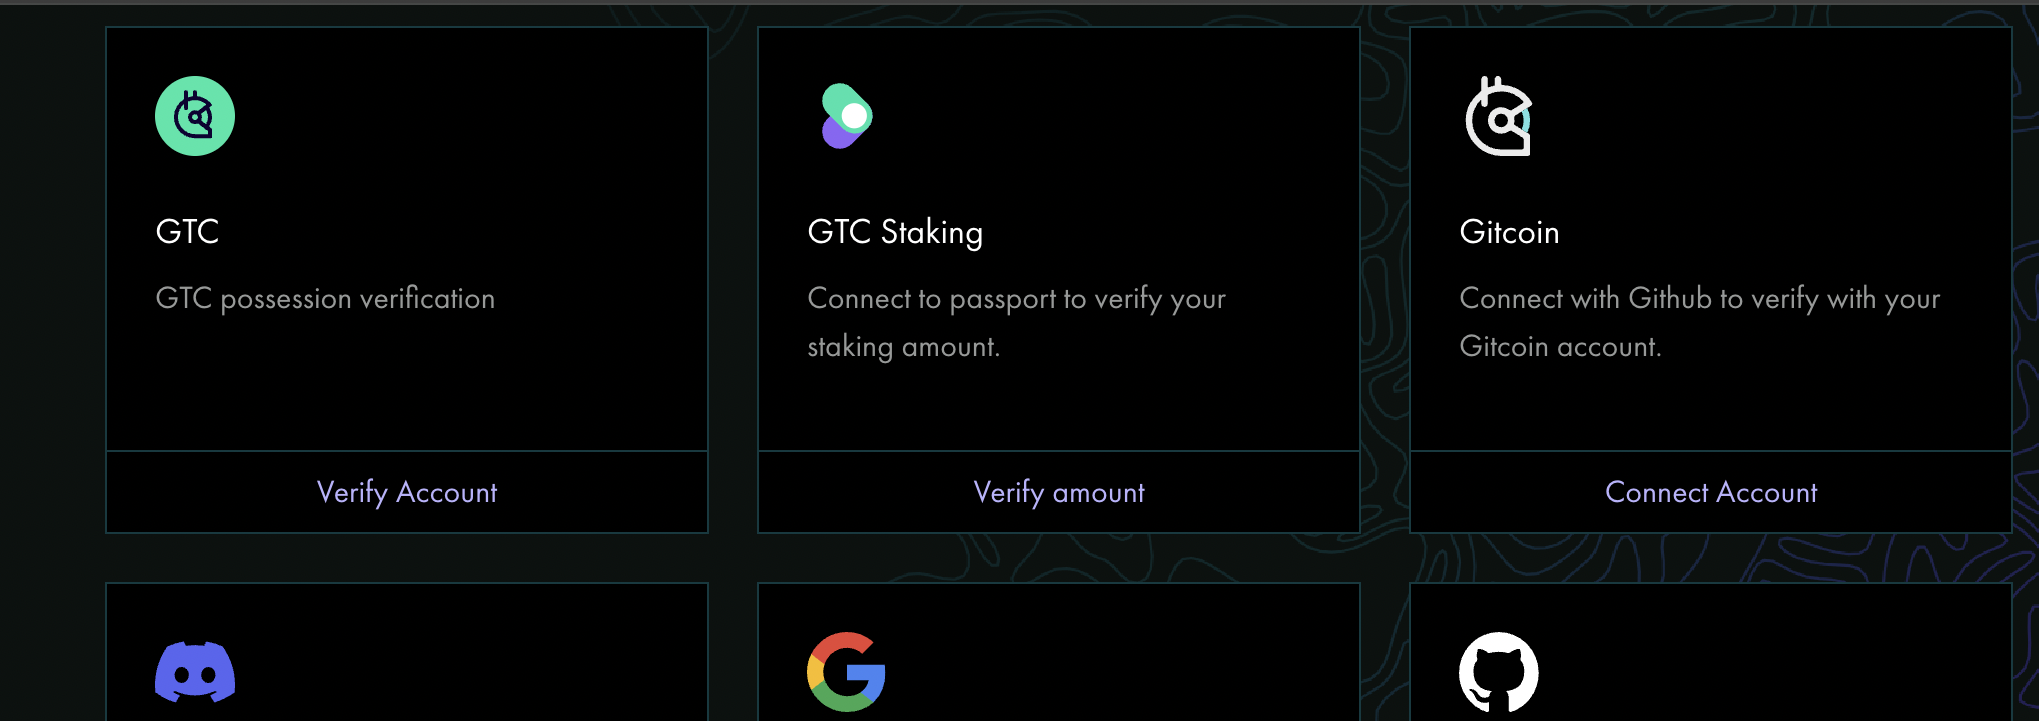 GTC
GTC possession verification
Verify Account
GTC Staking
Connect to passport to verify your
staking amount.
Verify amount
Gitcoin
Connect with Github to verify with your
Gitcoin account.
Connect Account